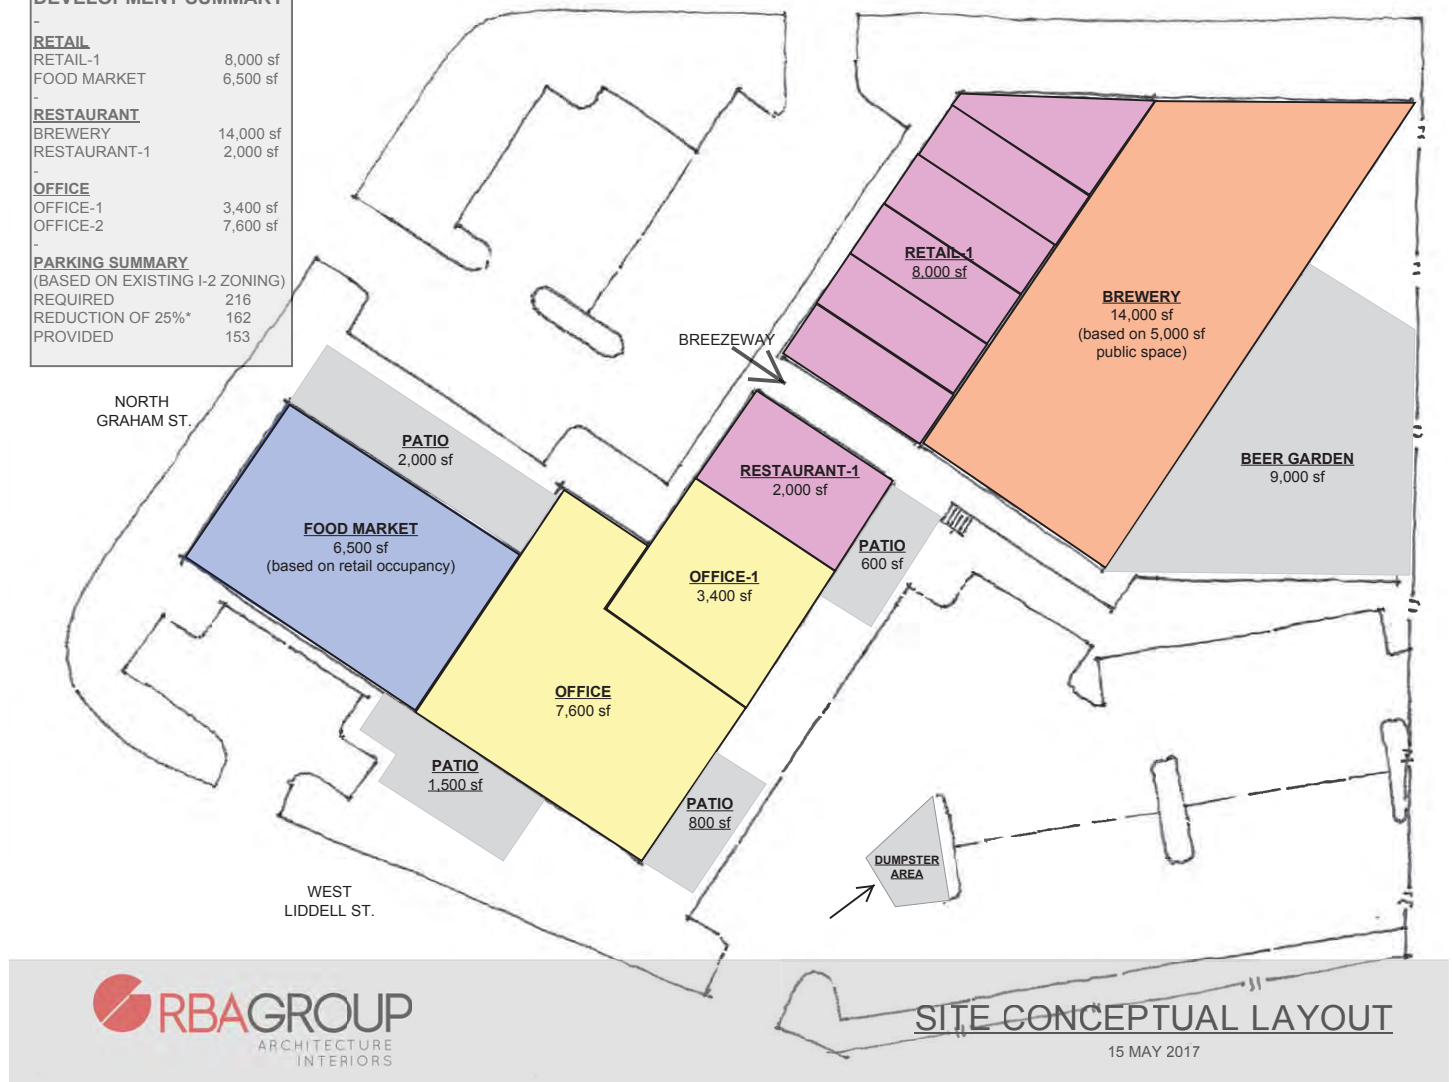 DEVELOPMENT SUMMARY
-
RETAIL
RETAIL-1 8,000 sf
FOOD MARKET 6,500 sf
-
RESTAURANT
BREWERY 14,000 sf
RESTAURANT-1 2,000 sf
-
OFFICE
OFFICE-1 3,400 sf
OFFICE-2 7,600 sf
-
PARKING SUMMARY
(BASED ON EXISTING I-2 ZONING)
REQUIRED 216
REDUCTION OF 25%* 162
PROVIDED 153
RETAIL-1
8,000 sf
BREWERY
14,000 sf
(based on 5,000 sf
public space)
BREEZEWAY
NORTH
GRAHAM ST.
PATIO
2,000 sf
BEER GARDEN
9,000 sf
RESTAURANT-1
2,000 sf
FOOD MARKET
6,500 sf
(based on retail occupancy)
PATIO
600 sf
OFFICE-1
3,400 sf
OFFICE
7,600 sf
PATIO
1,500 sf
PATIO
800 sf
DUMPSTER
AREA
WEST
LIDDELL ST.
RBAGROUP
ARCHITECTURE
INTERIORS
SITE CONCEPTUAL LAYOUT
15 MAY 2017